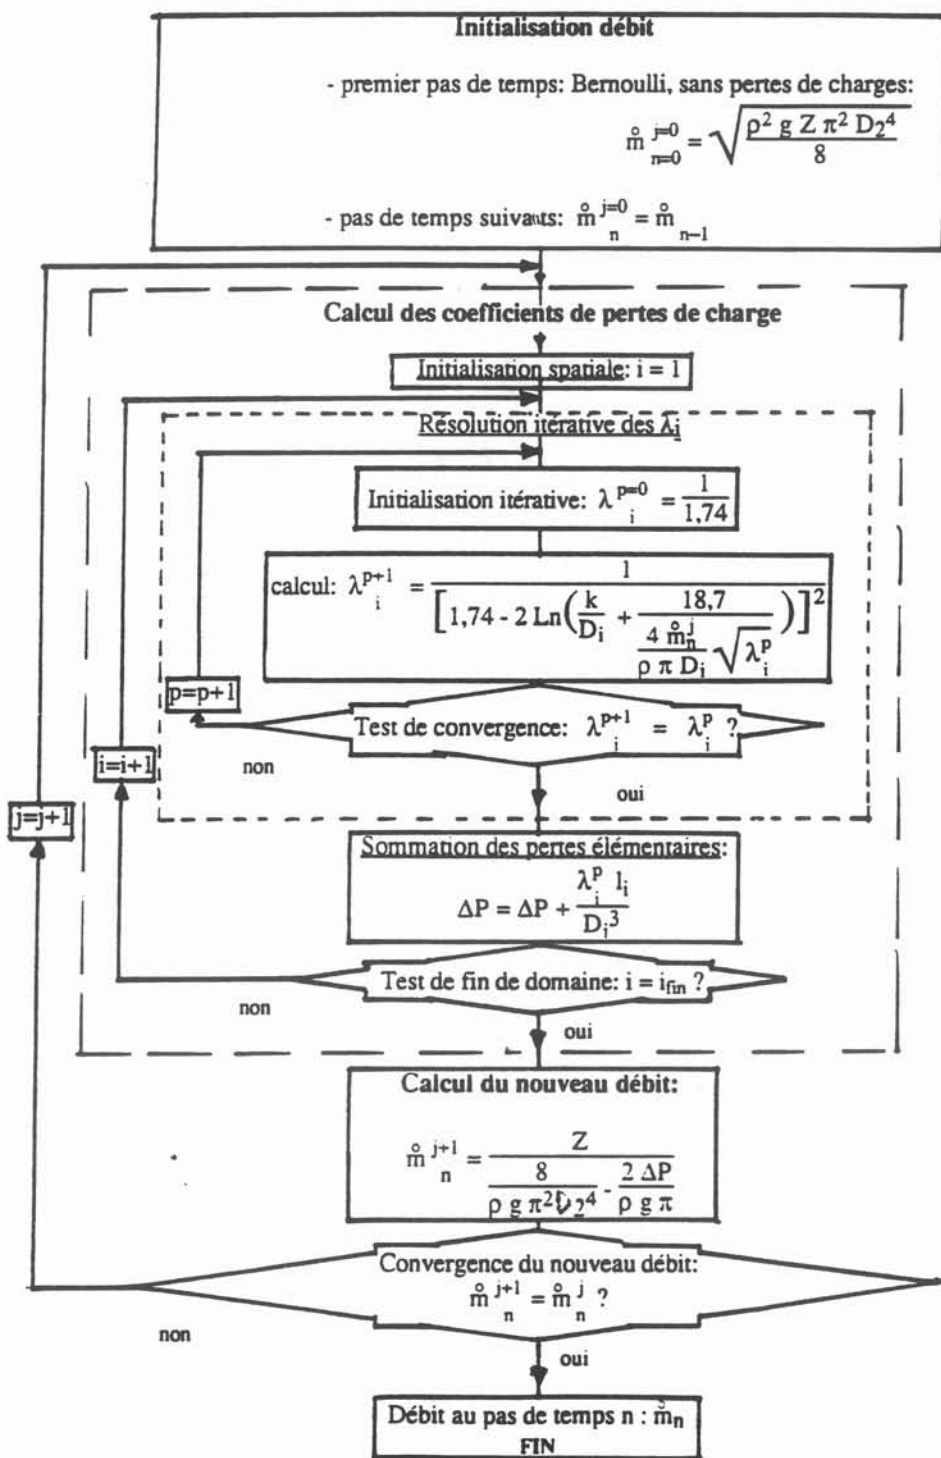 Initialisation débit
- premier pas de temps: Bernoulli, sans pertes de charges:
m̊ j=0 n=0 = √(ρ² g Z π² D₂⁴ / 8)
- pas de temps suivants: m̊ j=0 n = m̊ n−1
Calcul des coefficients de pertes de charge
Initialisation spatiale: i = 1
Résolution itérative des λi
Initialisation itérative: λ p=0 i = 1 / 1,74
calcul: λ p+1 i = 1 / [1,74 - 2 Ln(k / Di + 18,7 / (4 m̊ j n / ρ π Di √λ p i))]²
p=p+1
Test de convergence: λ p+1 i = λ p i ?
i=i+1
non
oui
j=j+1
Sommation des pertes élémentaires:
ΔP = ΔP + λ p i li / Di³
Test de fin de domaine: i = ifin ?
non
oui
Calcul du nouveau débit:
m̊ j+1 n = Z / (8 / ρ g π² D₂⁴ - 2 ΔP / ρ g π)
Convergence du nouveau débit:
m̊ j+1 n = m̊ j n ?
non
oui
Débit au pas de temps n : m̊n
FIN